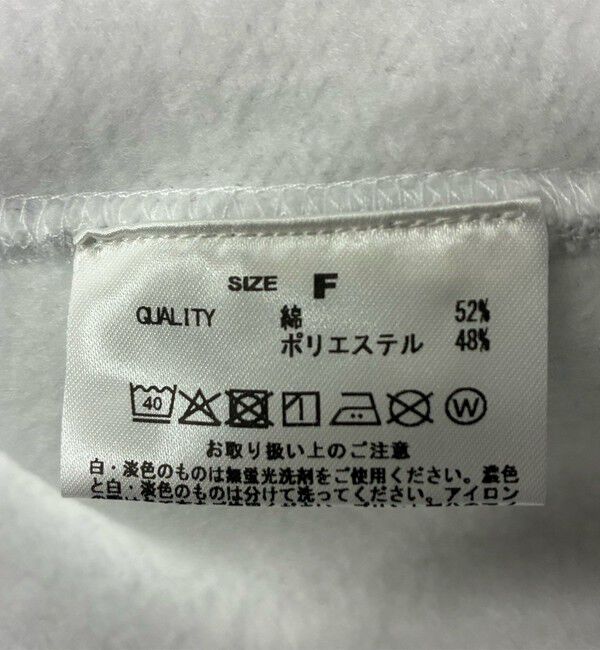 SIZE F
QUALITY 綿 52%
ポリエステル 48%
40 W
お取り扱い上のご注意
白・淡色のものは無蛍光洗剤をご使用ください。濃色
と白・淡色のものは分けて洗ってください。アイロン